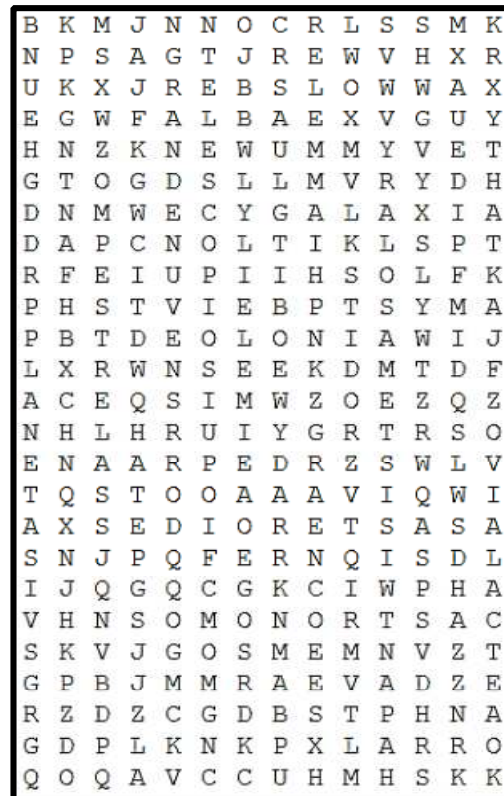 B K M J N N O C R L S S M K
N P S A G T J R E W V H X R
U K X J R E B S L O W W A X
E G W F A L B A E X V G U Y
H N Z K N E W U M M Y V E T
G T O G D S L L M V R Y D H
D N M W E C Y G A L A X I A
D A P C N O L T I K L S P T
R F E I U P I I H S O L F K
P H S T V I E B P T S Y M A
P B T D E O L O N I A W I J
L X R W N S E E K D M T D F
A C E Q S I M W Z O E Z Q Z
N H L H R U I Y G R T R S O
E N A A R P E D R Z S W L V
T Q S T O O A A A V I Q W I
A X S E D I O R E T S A S A
S N J P Q F E R N Q I S D L
I J Q G Q C G K C I W P H A
V H N S O M O N O R T S A C
S K V J G O S M E M N V Z T
G P B J M M R A E V A D Z E
R Z D Z C G D B S T P H N A
G D P L K N K P X L A R R O
Q O Q A V C C U H M H S K K